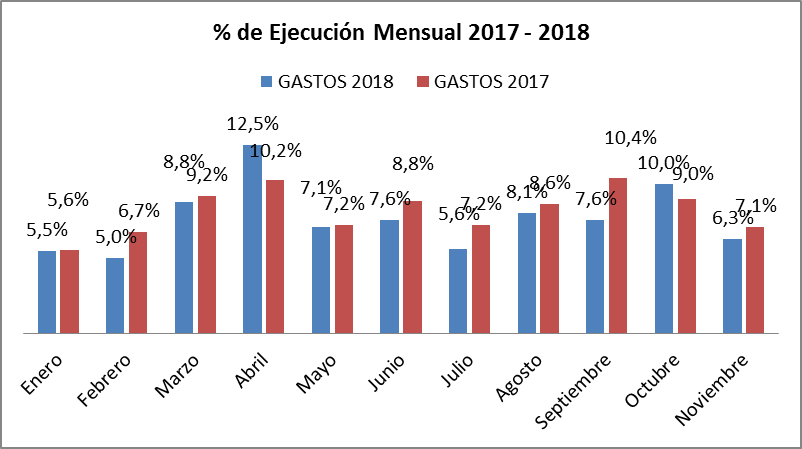 % de Ejecución Mensual 2017 - 2018
GASTOS 2018 GASTOS 2017
5,5% 5,6%
5,0% 6,7%
8,8% 9,2%
12,5% 10,2%
7,1% 7,2%
7,6% 8,8%
5,6% 7,2%
8,1% 8,6%
7,6% 10,4%
10,0% 9,0%
6,3% 7,1%
Enero
Febrero
Marzo
Abril
Mayo
Junio
Julio
Agosto
Septiembre
Octubre
Noviembre